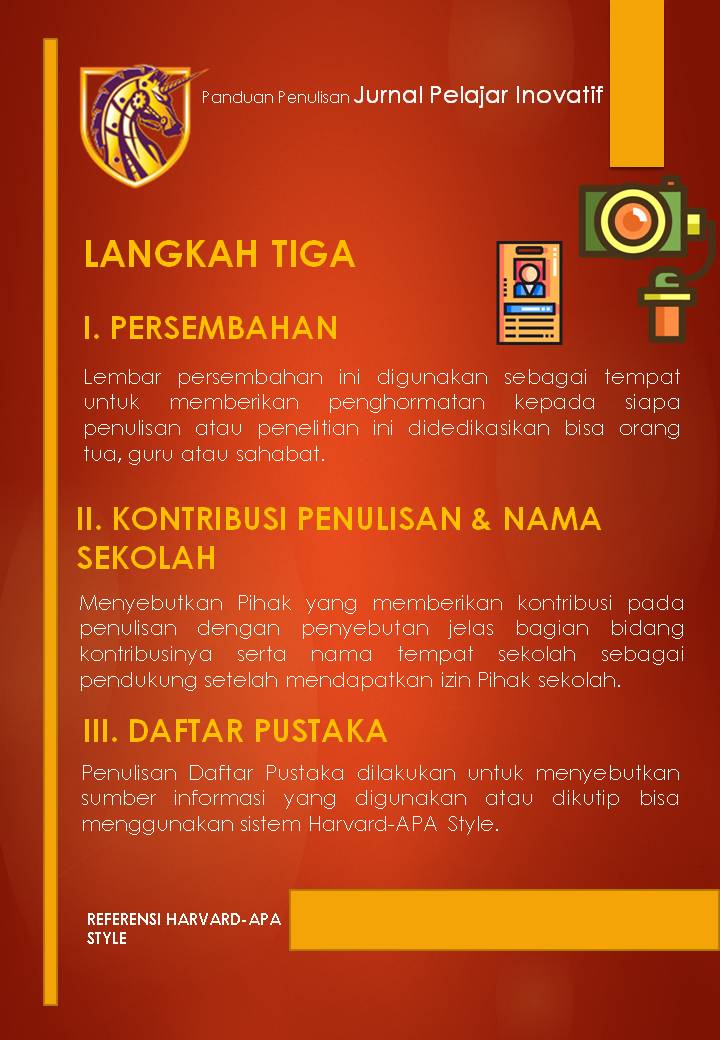 Panduan Penulisan Jurnal Pelajar Inovatif
LANGKAH TIGA
I. PERSEMBAHAN
Lembar persembahan ini digunakan sebagai tempat
untuk memberikan penghormatan kepada siapa
penulisan atau penelitian ini didedikasikan bisa orang
tua, guru atau sahabat.
II. KONTRIBUSI PENULISAN & NAMA
SEKOLAH
Menyebutkan Pihak yang memberikan kontribusi pada
penulisan dengan penyebutan jelas bagian bidang
kontribusinya serta nama tempat sekolah sebagai
pendukung setelah mendapatkan izin Pihak sekolah.
III. DAFTAR PUSTAKA
Penulisan Daftar Pustaka dilakukan untuk menyebutkan
sumber informasi yang digunakan atau dikutip bisa
menggunakan sistem Harvard-APA Style.
REFERENSI HARVARD-APA
STYLE